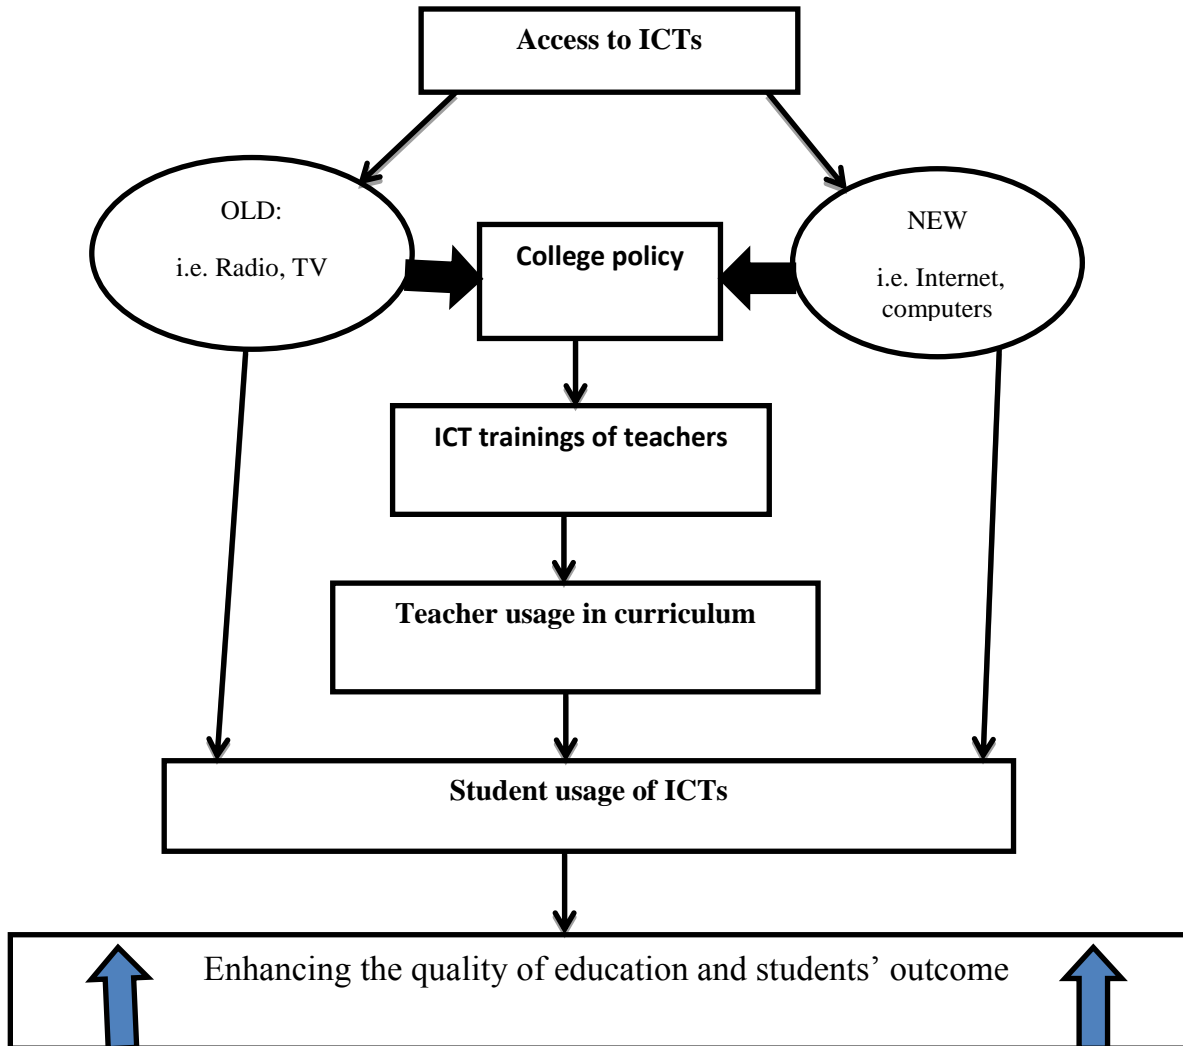 Access to ICTs
OLD:
i.e. Radio, TV
College policy
NEW
i.e. Internet,
computers
ICT trainings of teachers
Teacher usage in curriculum
Student usage of ICTs
Enhancing the quality of education and students’ outcome